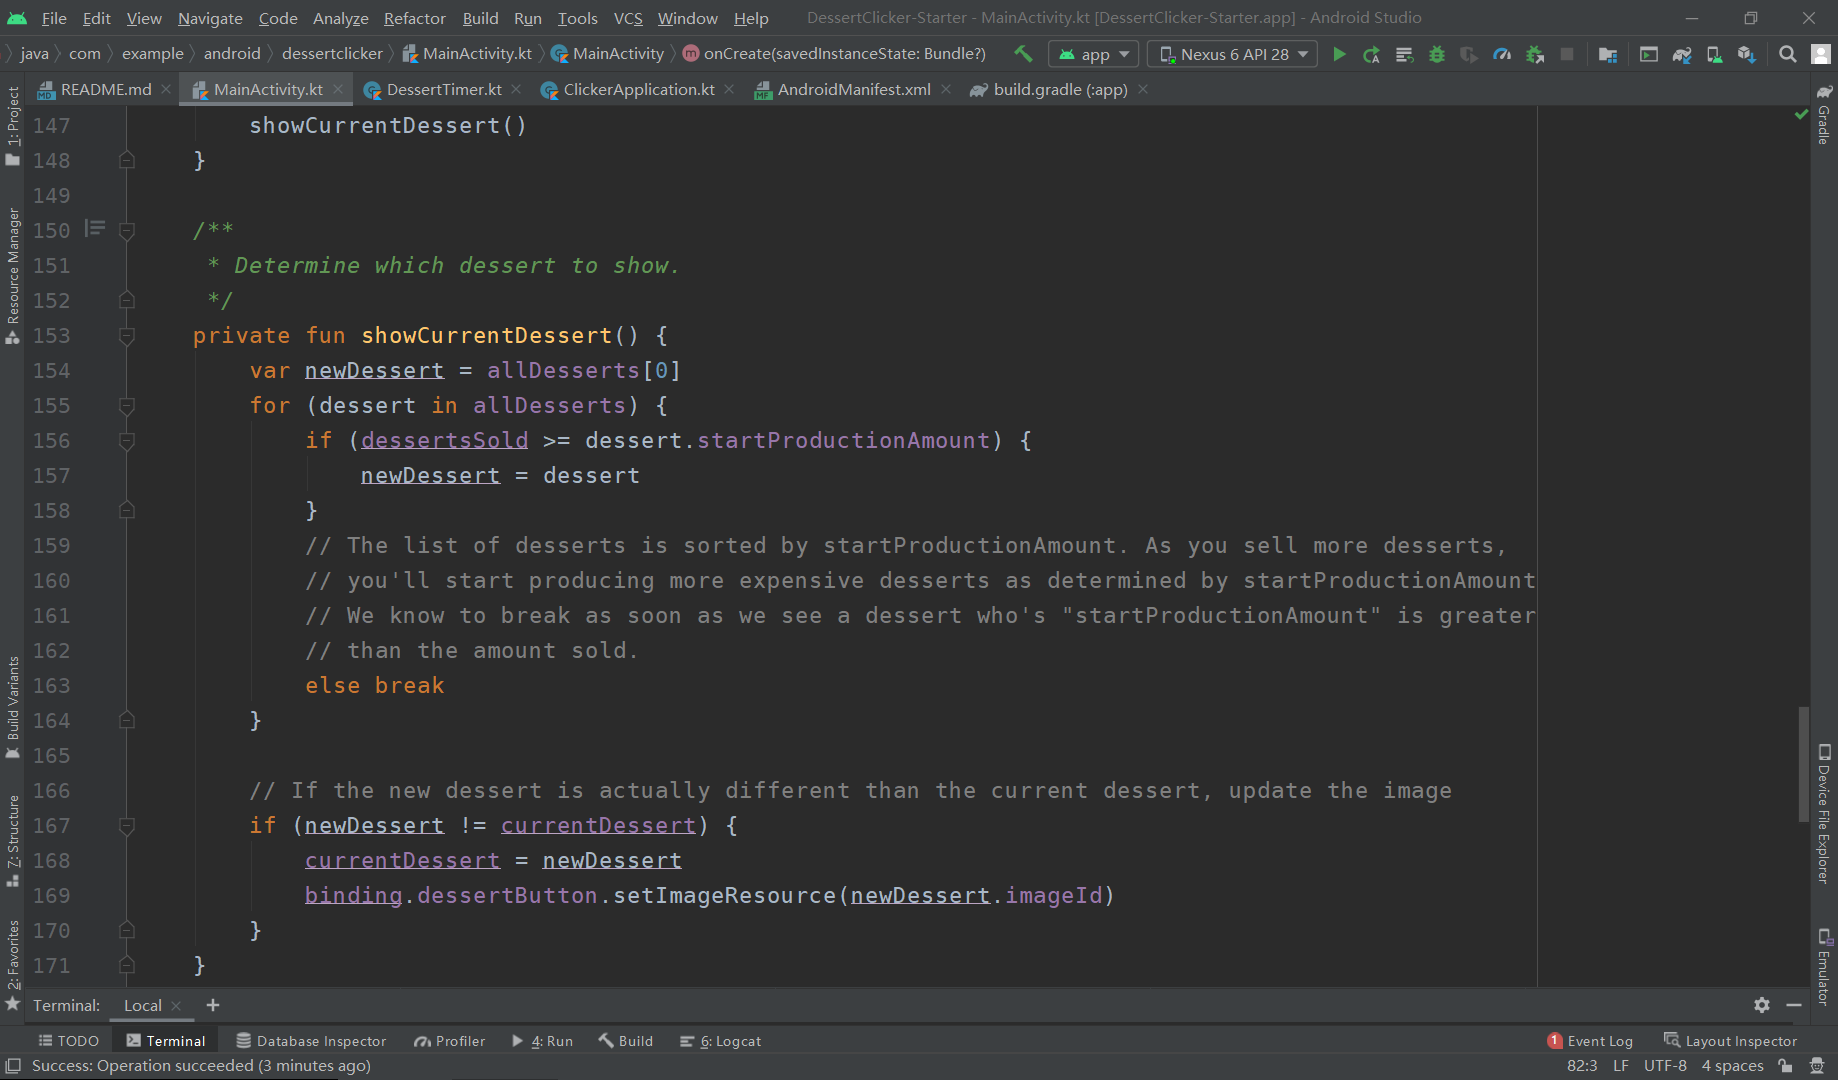 File Edit View Navigate Code Analyze Refactor Build Run Tools VCS Window Help DessertClicker-Starter - MainActivity.kt [DessertClicker-Starter.app] - Android Studio
java com example android dessertclicker MainActivity.kt MainActivity m onCreate(savedInstanceState: Bundle?) app Nexus 6 API 28
README.md MainActivity.kt DessertTimer.kt ClickerApplication.kt AndroidManifest.xml build.gradle (:app)
1: Project
Resource Manager
Build Variants
7: Structure
2: Favorites
147 showCurrentDessert()
148 }
149
150 /**
151 * Determine which dessert to show.
152 */
153 private fun showCurrentDessert() {
154 var newDessert = allDesserts[0]
155 for (dessert in allDesserts) {
156 if (dessertsSold >= dessert.startProductionAmount) {
157 newDessert = dessert
158 }
159 // The list of desserts is sorted by startProductionAmount. As you sell more desserts,
160 // you'll start producing more expensive desserts as determined by startProductionAmount
161 // We know to break as soon as we see a dessert who's "startProductionAmount" is greater
162 // than the amount sold.
163 else break
164 }
165
166 // If the new dessert is actually different than the current dessert, update the image
167 if (newDessert != currentDessert) {
168 currentDessert = newDessert
169 binding.dessertButton.setImageResource(newDessert.imageId)
170 }
171 }
Gradle
Device File Explorer
Emulator
Terminal: Local +
TODO Terminal Database Inspector Profiler 4: Run Build 6: Logcat 1 Event Log Layout Inspector
Success: Operation succeeded (3 minutes ago) 82:3 LF UTF-8 4 spaces